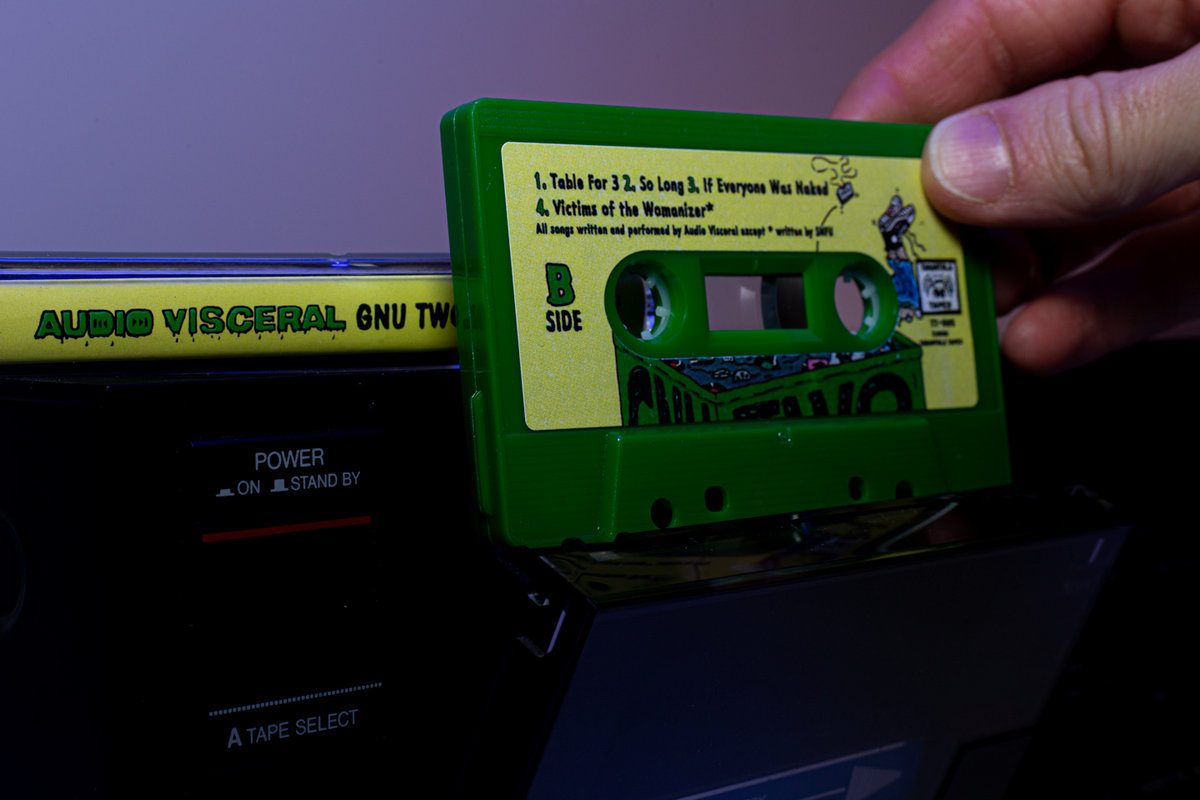 1. Table For 3 2. So Long 3. If Everyone Was Naked
4. Victims of the Womanizer*
All songs written and performed by Audio Visceral except * written by SNFU
B
SIDE
TARANTULA
TAPES
AUDIO VISCERAL GNU TWO
POWER
ON STAND BY
A TAPE SELECT